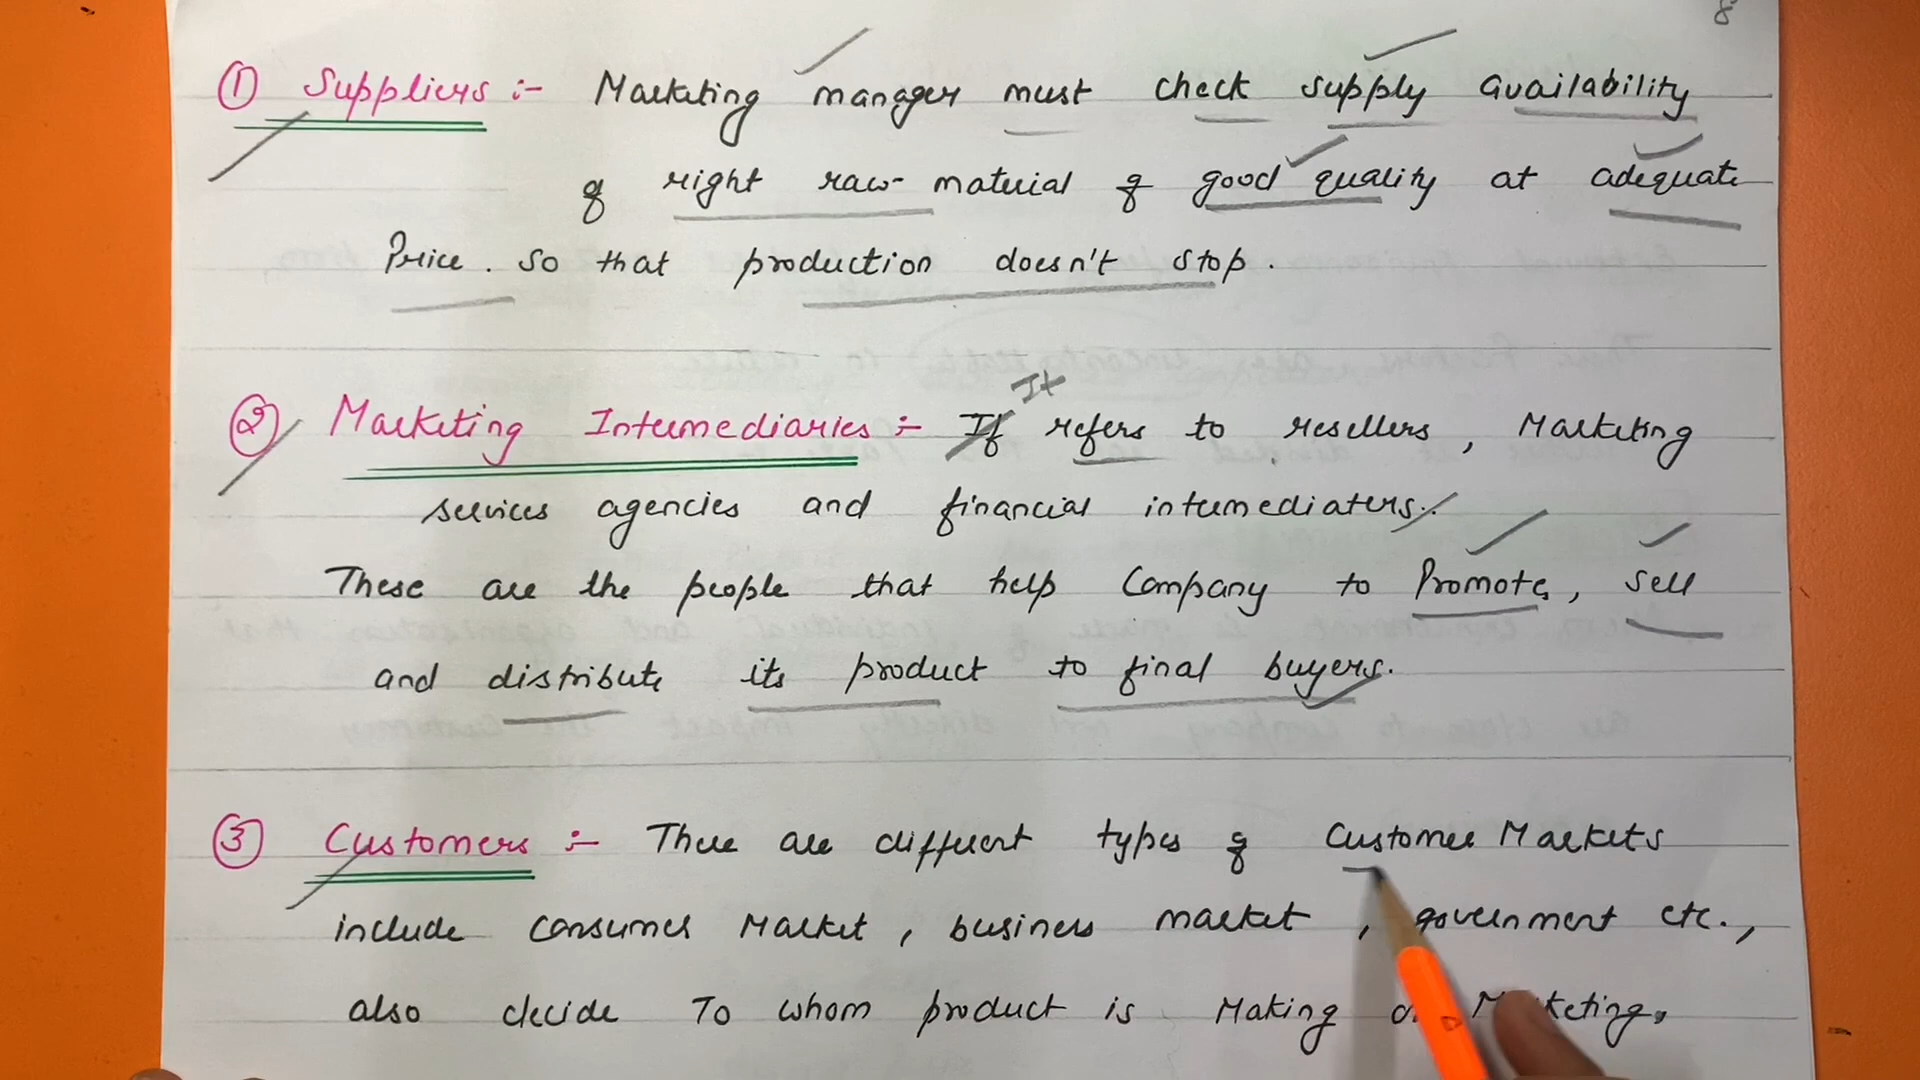 8
① Suppliers :- Marketing manager must check supply availability
of right raw-material of good quality at adequate
Price. so that production doesn't stop.
It
② Marketing Intermediaries :- If refers to resellers, Marketing
services agencies and financial intermediaters.
These are the people that help Company to Promote, sell
and distribute its product to final buyers.
③ Customers :- There are different types of Customer Markets
include consumer Market, business market, government etc.,
also decide To whom product is Making